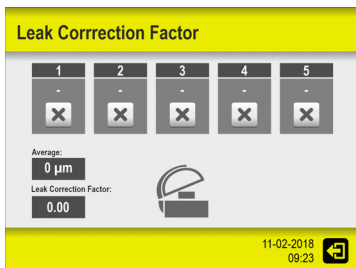 Leak Corrrection Factor
1 2 3 4 5
- - - - -
Average:
0 µm
Leak Correction Factor:
0.00
11-02-2018
09:23